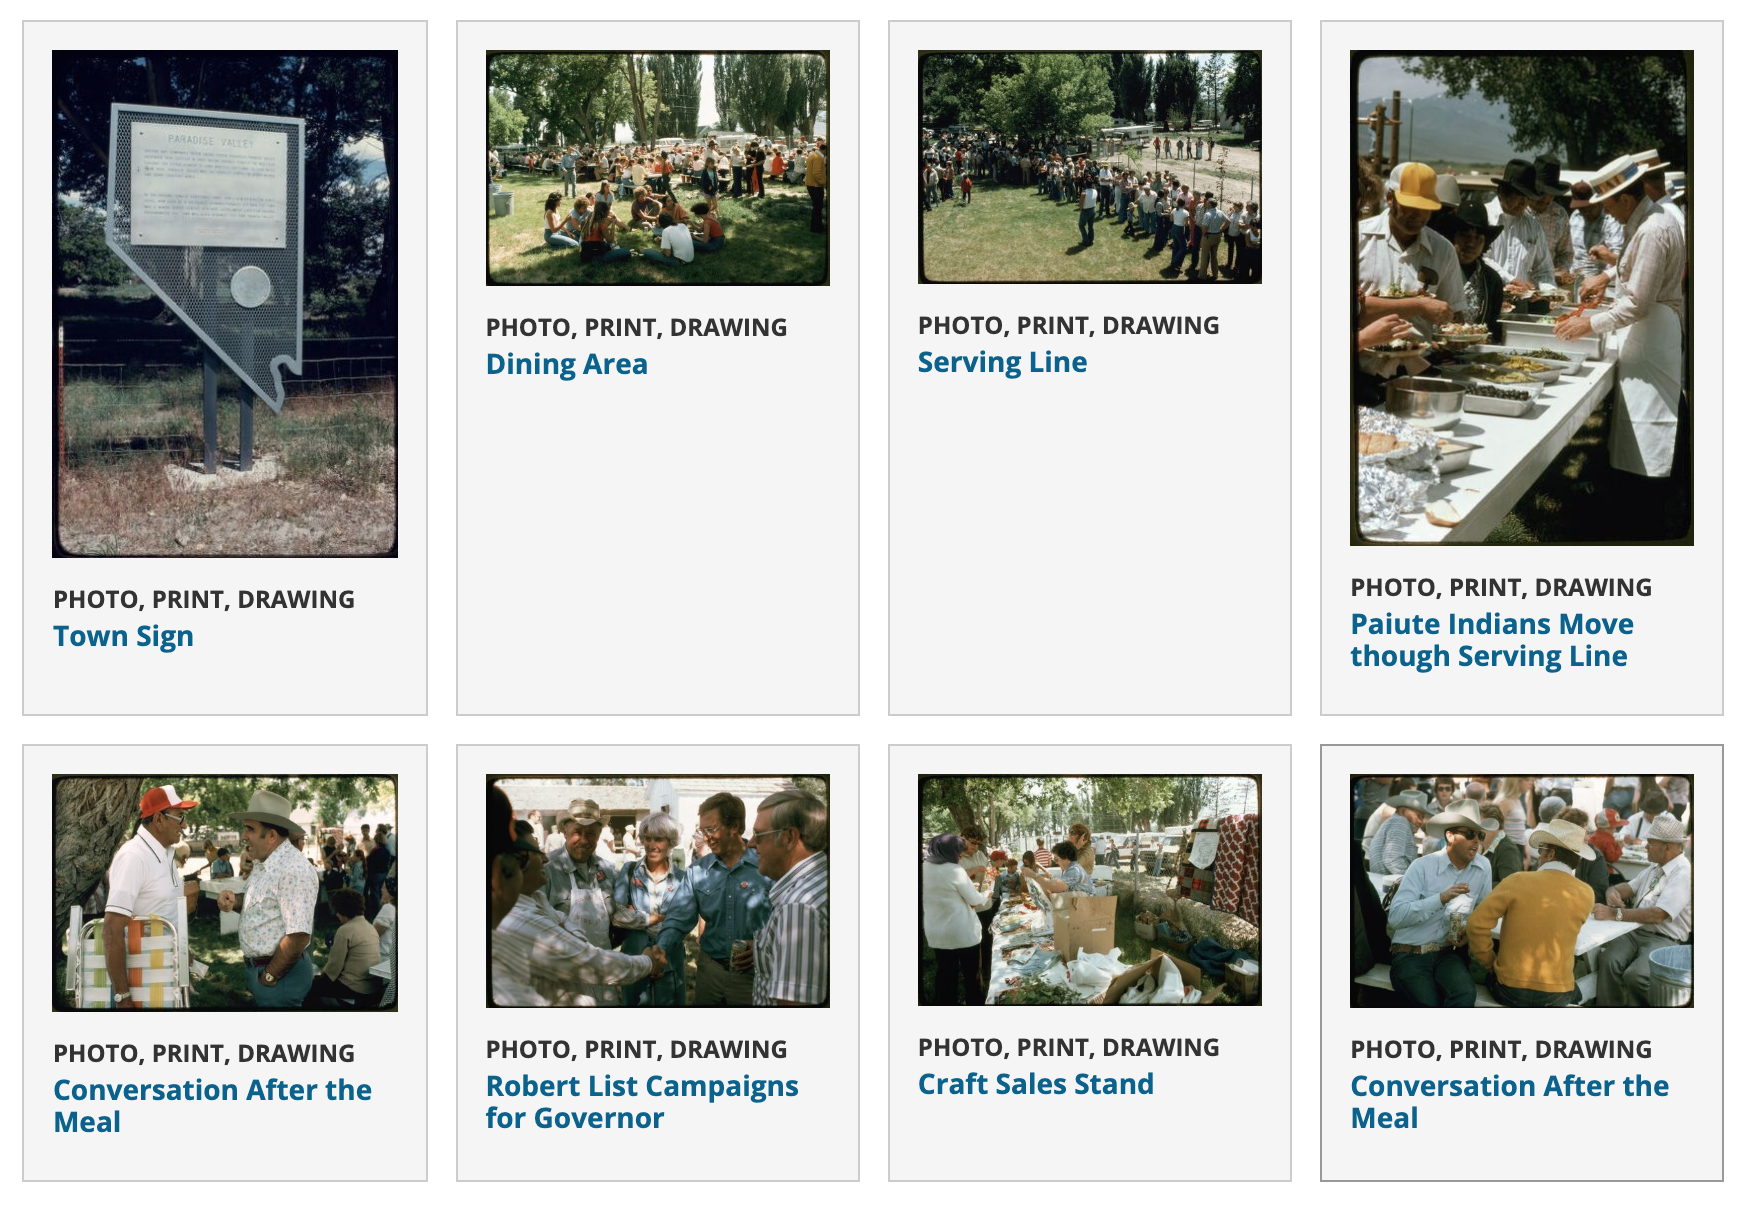 PARADISE VALLEY
PHOTO, PRINT, DRAWING
Town Sign
PHOTO, PRINT, DRAWING
Dining Area
PHOTO, PRINT, DRAWING
Serving Line
PHOTO, PRINT, DRAWING
Paiute Indians Move
though Serving Line
PHOTO, PRINT, DRAWING
Conversation After the
Meal
PHOTO, PRINT, DRAWING
Robert List Campaigns
for Governor
PHOTO, PRINT, DRAWING
Craft Sales Stand
PHOTO, PRINT, DRAWING
Conversation After the
Meal